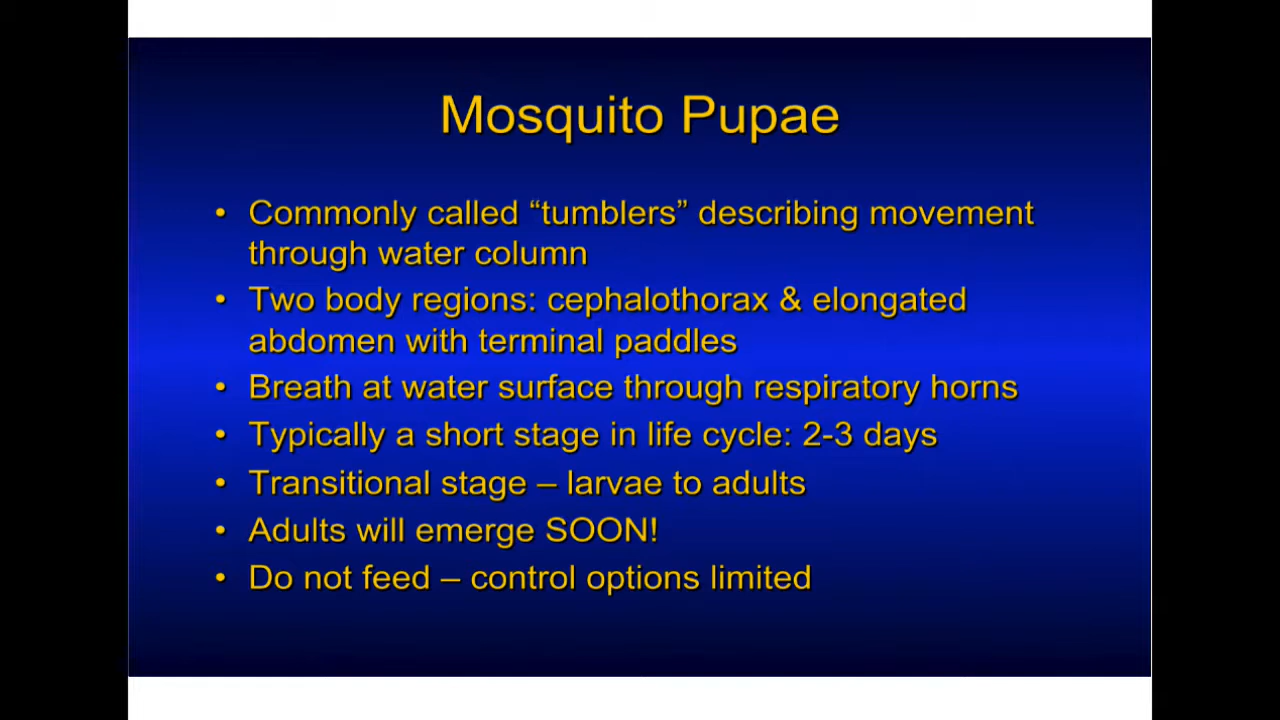 Mosquito Pupae
• Commonly called “tumblers” describing movement
through water column
• Two body regions: cephalothorax & elongated
abdomen with terminal paddles
• Breath at water surface through respiratory horns
• Typically a short stage in life cycle: 2-3 days
• Transitional stage – larvae to adults
• Adults will emerge SOON!
• Do not feed – control options limited